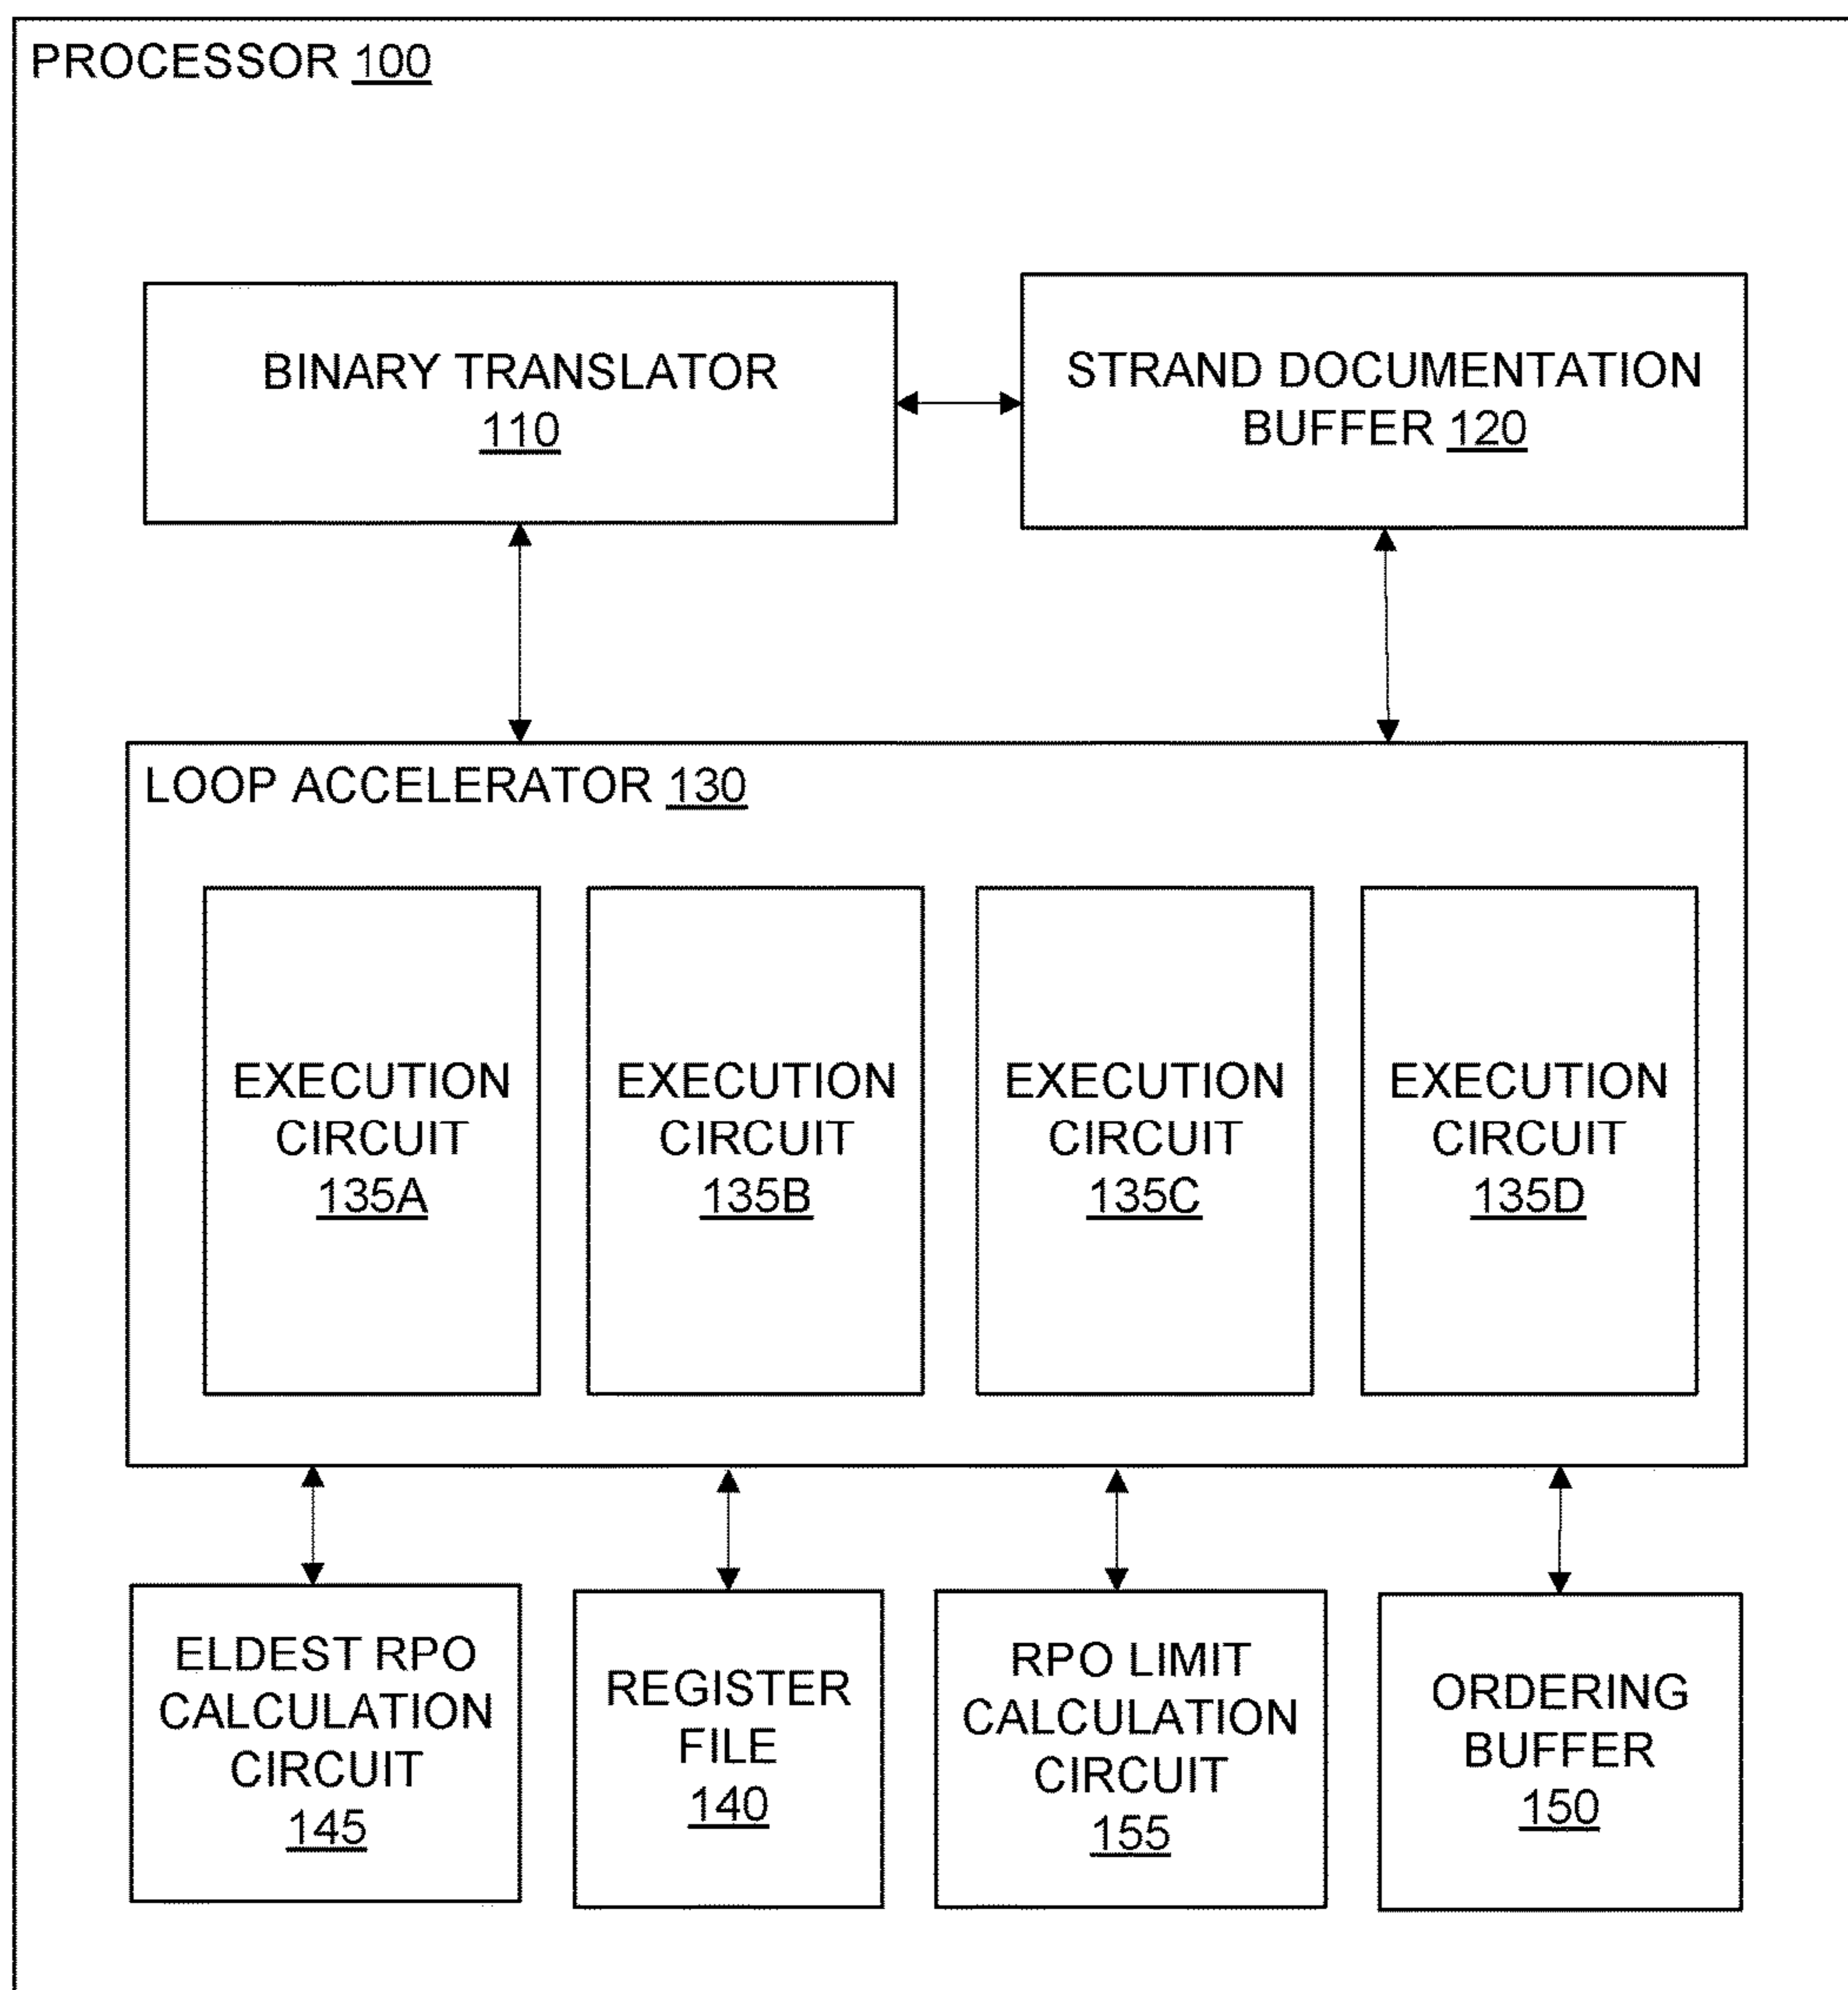 PROCESSOR 100
BINARY TRANSLATOR
110
STRAND DOCUMENTATION
BUFFER 120
LOOP ACCELERATOR 130
EXECUTION
CIRCUIT
135A
EXECUTION
CIRCUIT
135B
EXECUTION
CIRCUIT
135C
EXECUTION
CIRCUIT
135D
ELDEST RPO
CALCULATION
CIRCUIT
145
REGISTER
FILE
140
RPO LIMIT
CALCULATION
CIRCUIT
155
ORDERING
BUFFER
150